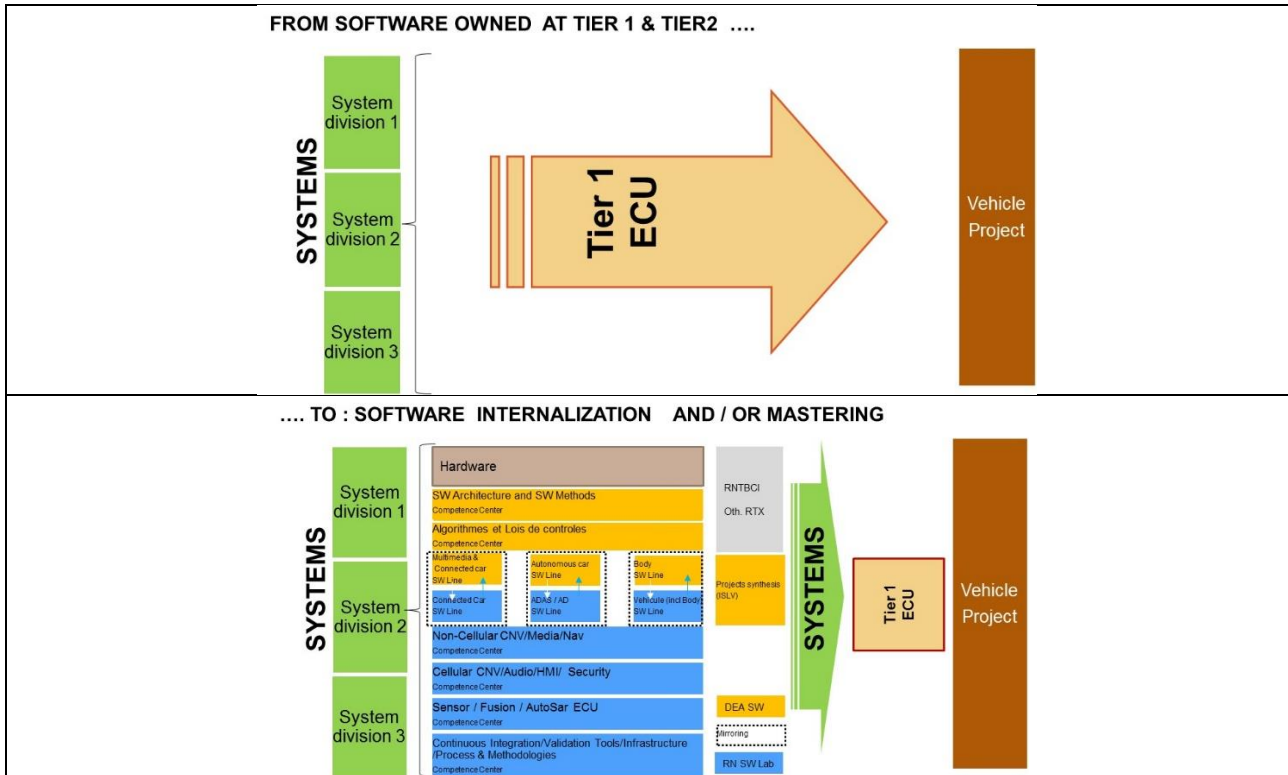 FROM SOFTWARE OWNED AT TIER 1 & TIER2 ....
SYSTEMS
System
division 1
System
division 2
System
division 3
Tier 1
ECU
Vehicle
Project
.... TO : SOFTWARE INTERNALIZATION AND / OR MASTERING
SYSTEMS
System
division 1
System
division 2
System
division 3
Hardware
SW Architecture and SW Methods
Competence Center
Algorithmes et Lois de controles
Competence Center
Multimedia &
Connected car
SW Line
Autonomous car
SW Line
Body
SW Line
Connected Car
SW Line
ADAS / AD
SW Line
Vehicule (incl Body)
SW Line
Non-Cellular CNV/Media/Nav
Competence Center
Cellular CNV/Audio/HMI/ Security
Competence Center
Sensor / Fusion / AutoSar ECU
Competence Center
Continuous Integration/Validation Tools/Infrastructure
/Process & Methodologies
Competence Center
RNTBCI
Oth. RTX
Projects synthesis
(ISLV)
DEA SW
Mirroring
RN SW Lab
SYSTEMS
Tier 1
ECU
Vehicle
Project